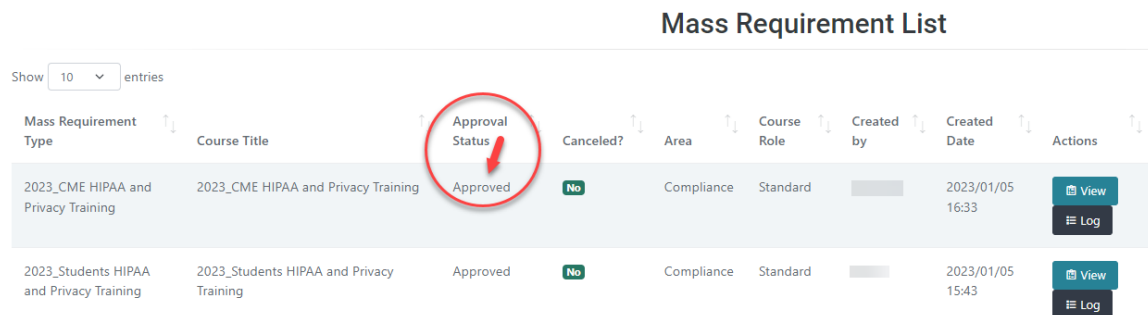 Mass Requirement List
Show 10 entries
Mass Requirement Type
Course Title
Approval Status
Canceled?
Area
Course Role
Created by
Created Date
Actions
2023_CME HIPAA and Privacy Training
2023_CME HIPAA and Privacy Training
Approved
No
Compliance
Standard
2023/01/05 16:33
View
Log
2023_Students HIPAA and Privacy Training
2023_Students HIPAA and Privacy Training
Approved
No
Compliance
Standard
2023/01/05 15:43
View
Log